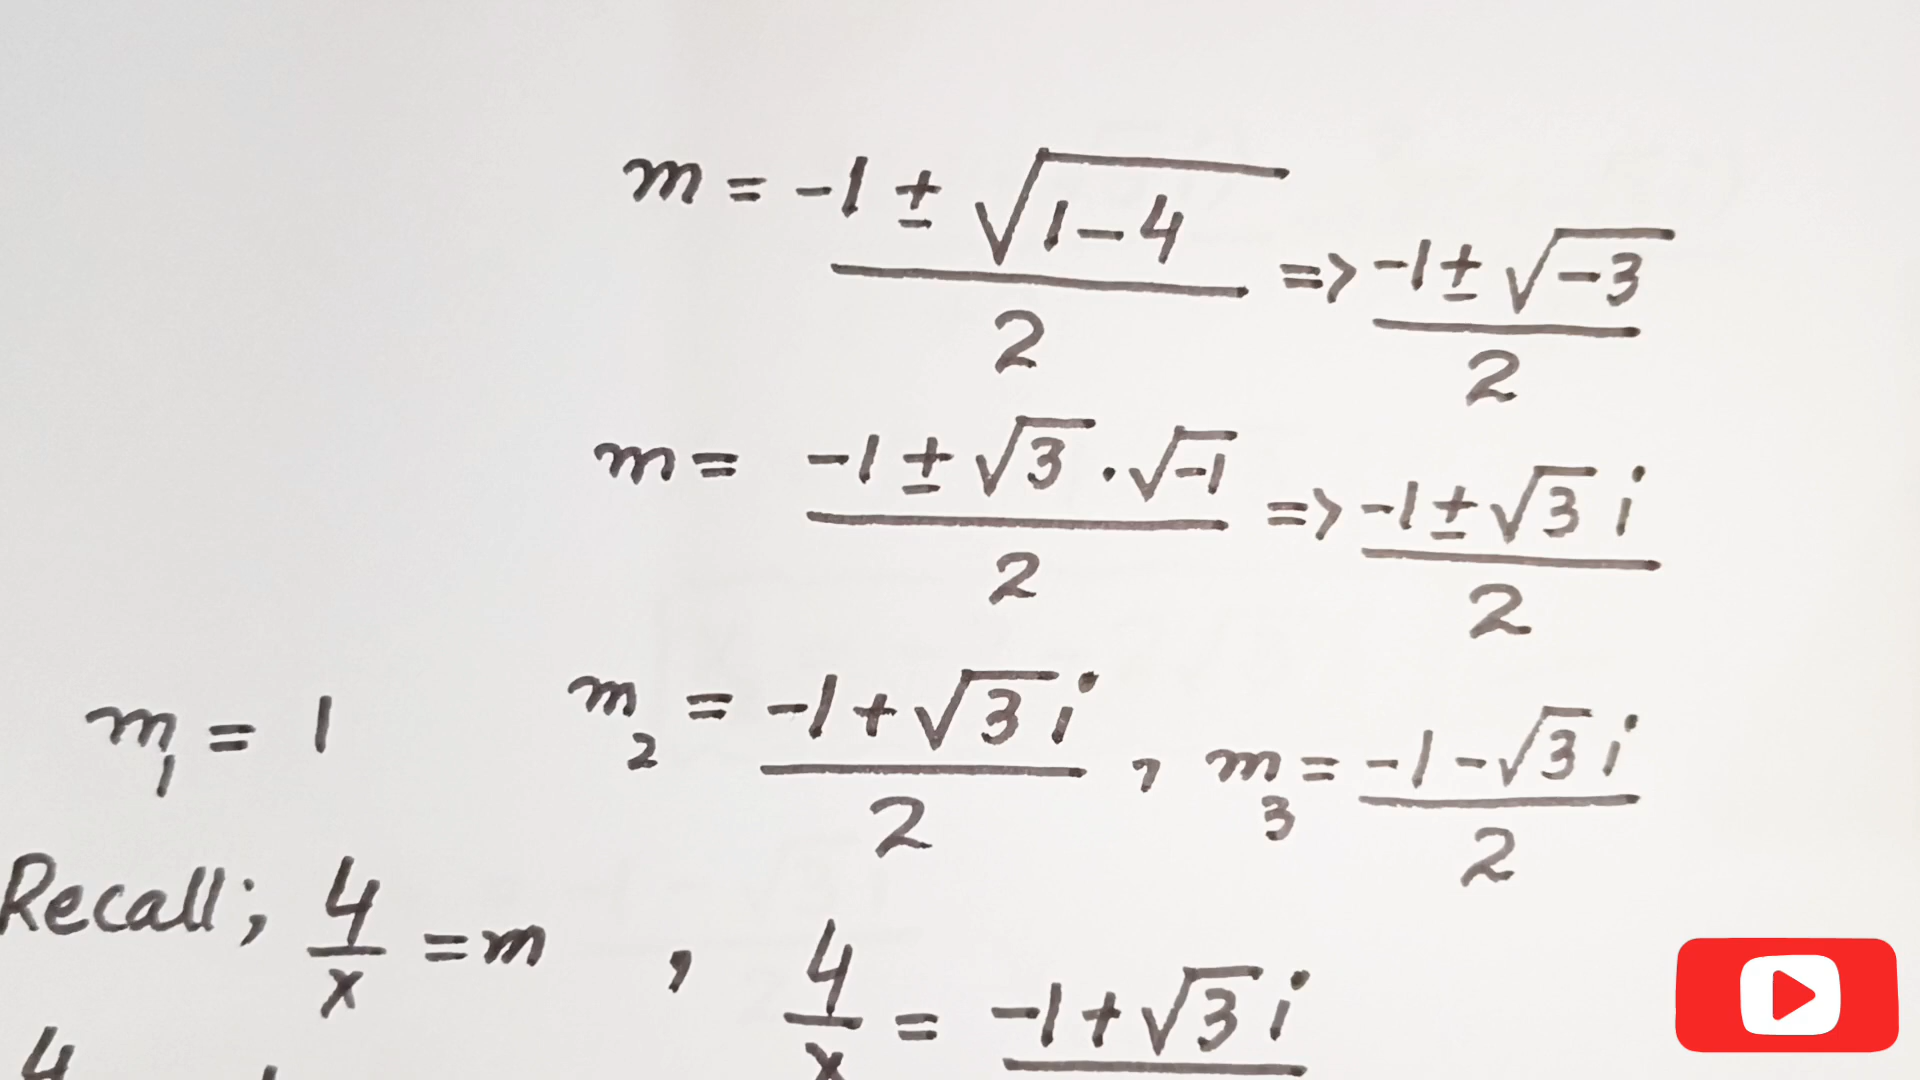 m = -1 ± √(1-4) / 2 => -1 ± √-3 / 2
m = -1 ± √3 . √-1 / 2 => -1 ± √3 i / 2
m₁ = 1 m₂ = -1 + √3 i / 2 , m₃ = -1 - √3 i / 2
Recall; 4/x = m , 4/x = -1 + √3 i
4